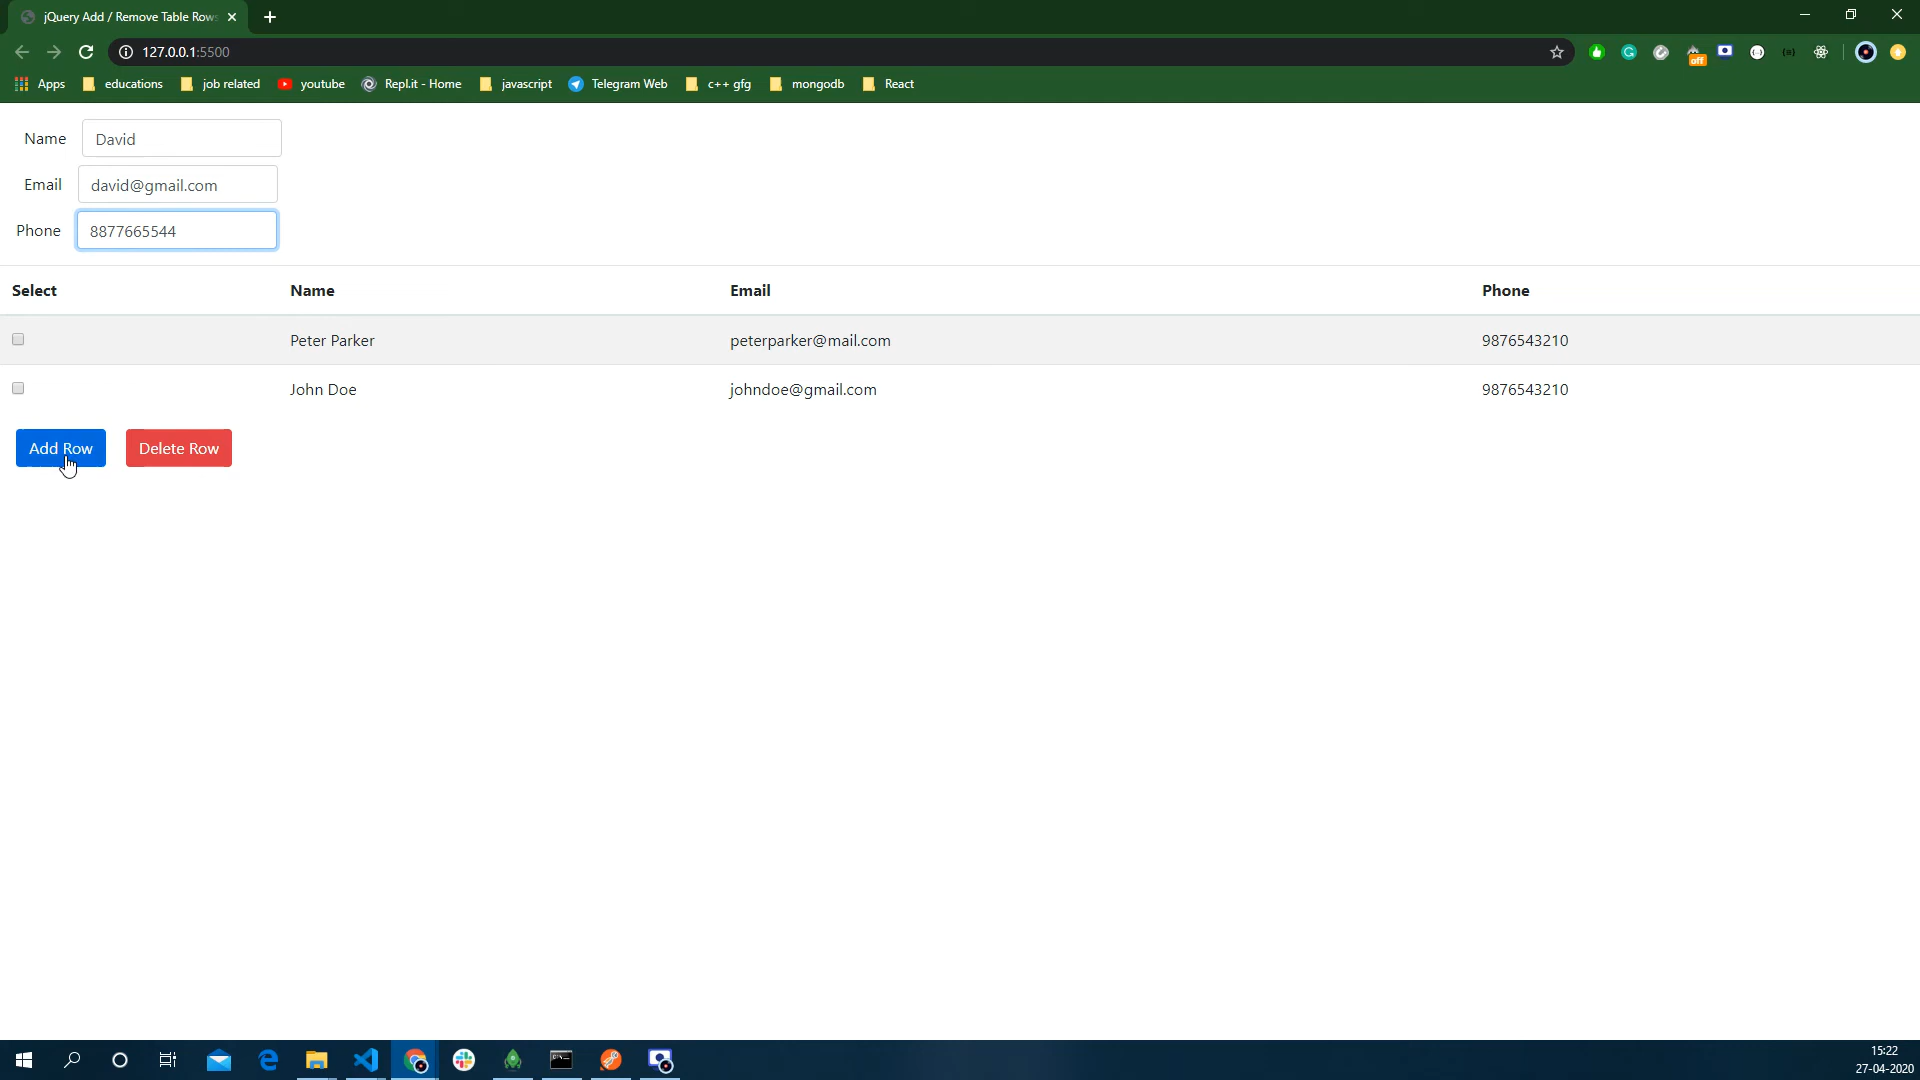 jQuery Add / Remove Table Rows
127.0.0.1:5500
off
Apps educations job related youtube Repl.it - Home javascript Telegram Web c++ gfg mongodb React
Name David
Email david@gmail.com
Phone 8877665544
Select Name Email Phone
Peter Parker peterparker@mail.com 9876543210
John Doe johndoe@gmail.com 9876543210
Add Row Delete Row
15:22
27-04-2020